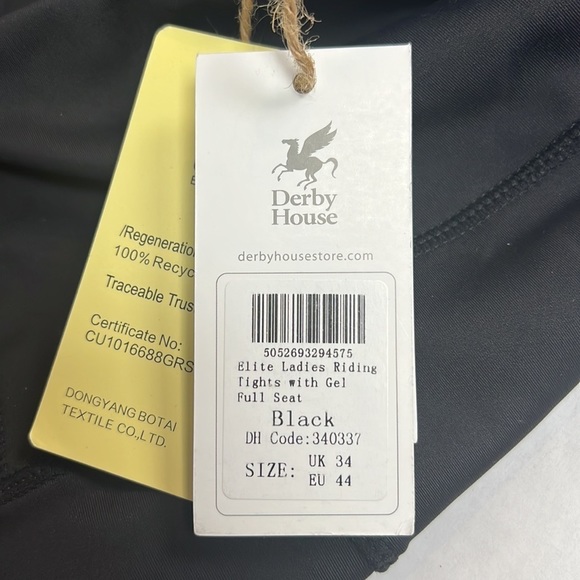 Derby
House
derbyhousestore.com
5052693294575
Elite Ladies Riding
Tights with Gel
Full Seat
Black
DH Code:340337
SIZE: UK 34
EU 44
/Regeneration
100% Recyc
Traceable Trus
Certificate No:
CU1016688GRS
DONGYANG BOTAI
TEXTILE CO.,LTD.